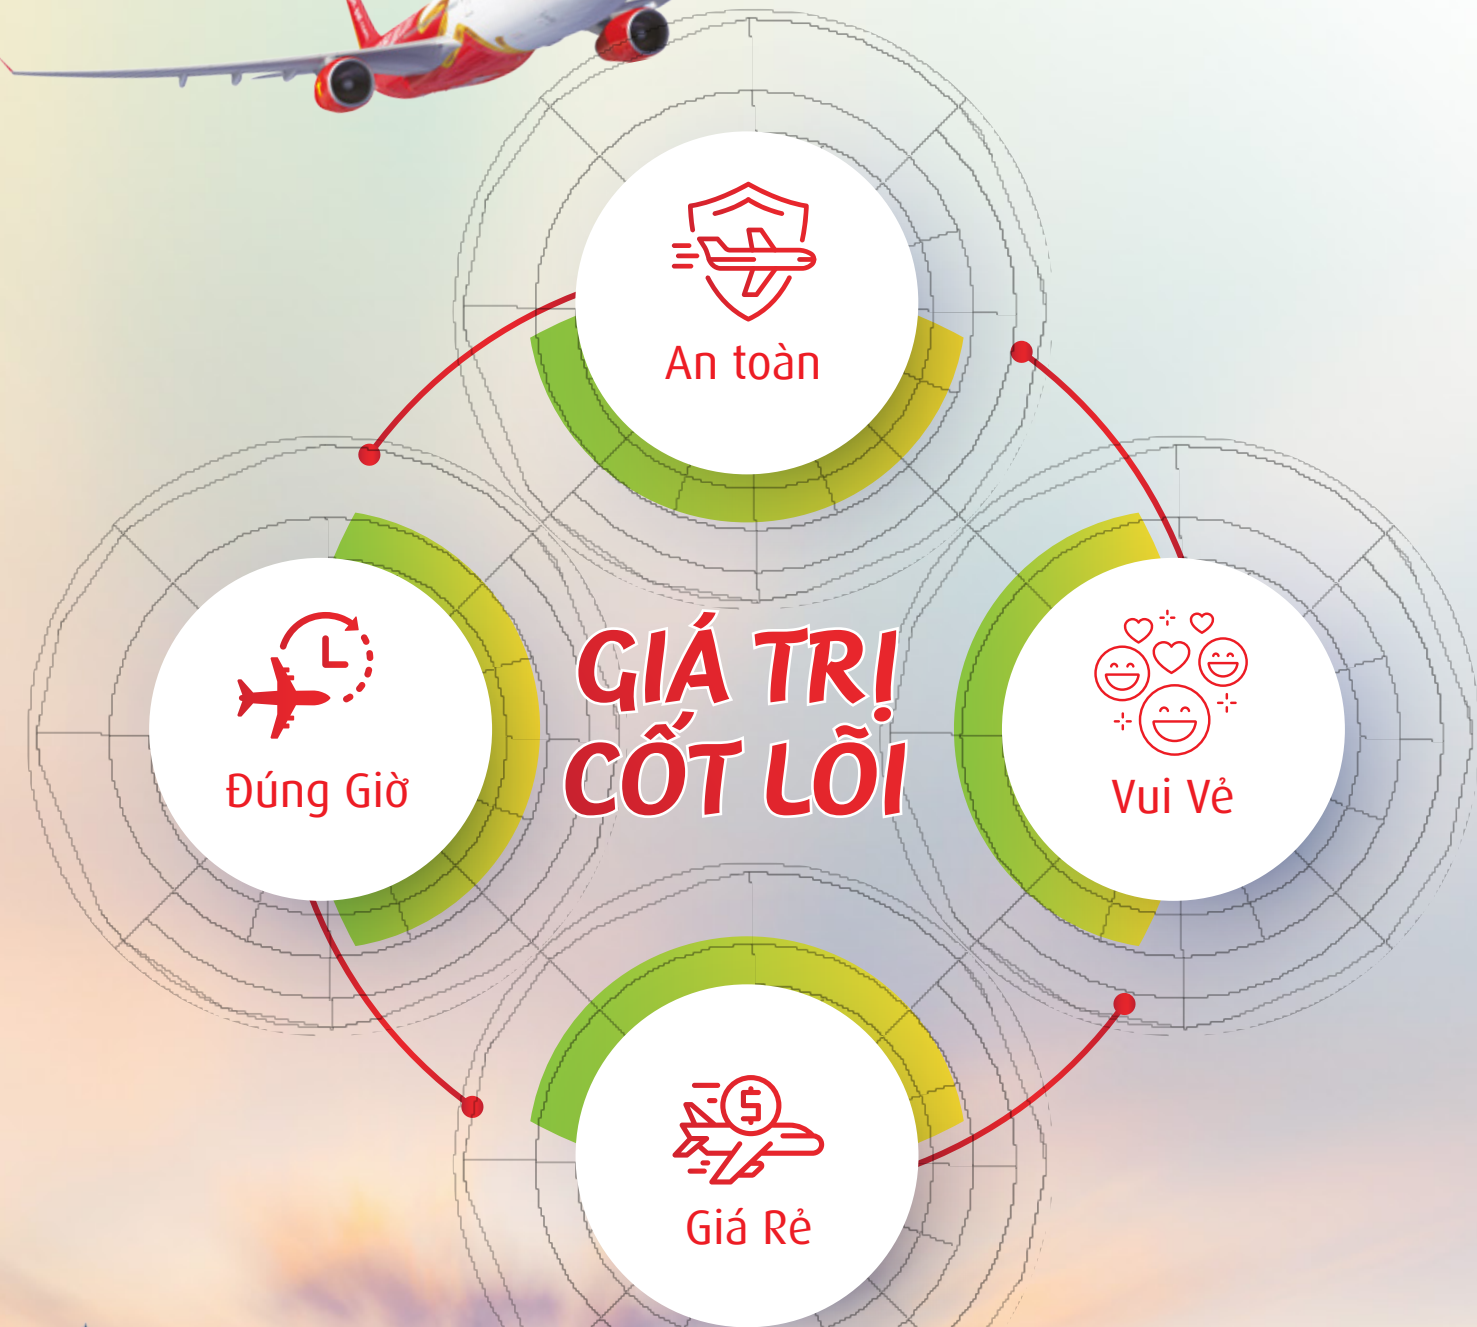 An toàn
GIÁ TRỊ
CỐT LÕI
Đúng Giờ
Vui Vẻ
$
Giá Rẻ